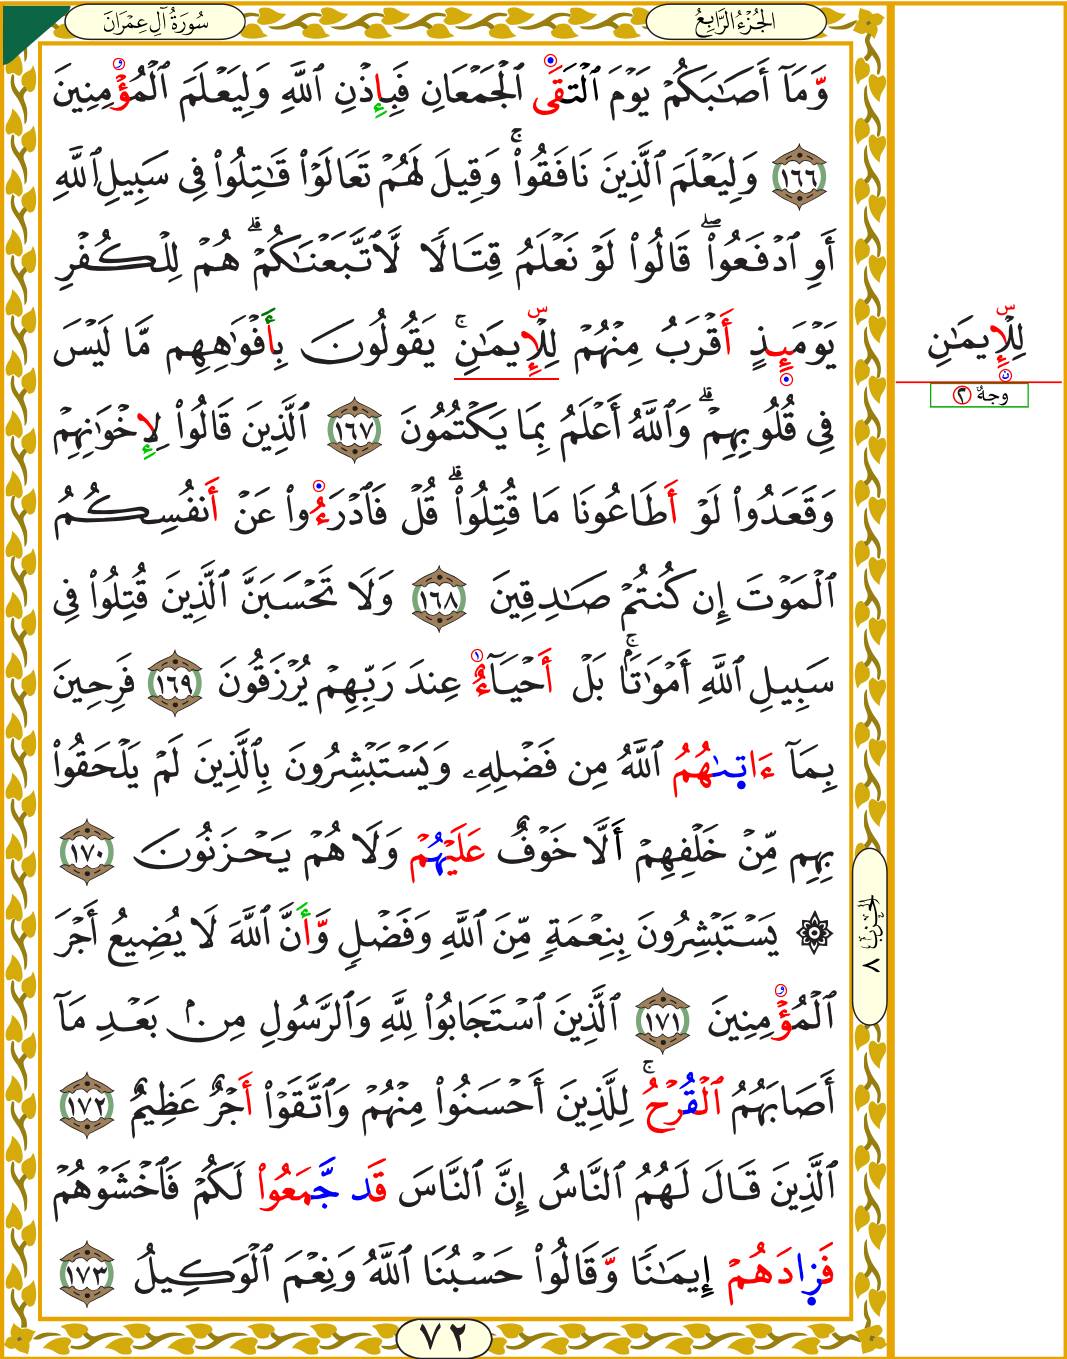 سُورَةُ آلِ عِمْرَانَ
الجُزْءُ الرَّابِعُ
وَّمَآ أَصَٰبَكُمْ يَوْمَ ٱلْتَقَى ٱلْجَمْعَانِ فَبِإِذْنِ ٱللَّهِ وَلِيَعْلَمَ ٱلْمُؤْمِنِينَ
١٦٦ وَلِيَعْلَمَ ٱلَّذِينَ نَافَقُوا۟ۚ وَقِيلَ لَهُمْ تَعَالَوْا۟ قَٰتِلُوا۟ فِى سَبِيلِ ٱللَّهِ
أَوِ ٱدْفَعُوا۟ۖ قَالُوا۟ لَوْ نَعْلَمُ قِتَالًا لَّٱتَّبَعْنَٰكُمْۗ هُمْ لِلْكُفْرِ
يَوْمَئِذٍ أَقْرَبُ مِنْهُمْ لِلْإِيمَٰنِۚ يَقُولُونَ بِأَفْوَٰهِهِم مَّا لَيْسَ
فِى قُلُوبِهِمْۗ وَٱللَّهُ أَعْلَمُ بِمَا يَكْتُمُونَ ١٦٧ ٱلَّذِينَ قَالُوا۟ لِإِخْوَٰنِهِمْ
وَقَعَدُوا۟ لَوْ أَطَاعُونَا مَا قُتِلُوا۟ۗ قُلْ فَٱدْرَءُوا۟ عَنْ أَنفُسِكُمُ
ٱلْمَوْتَ إِن كُنتُمْ صَٰدِقِينَ ١٦٨ وَلَا تَحْسَبَنَّ ٱلَّذِينَ قُتِلُوا۟ فِى
سَبِيلِ ٱللَّهِ أَمْوَٰتًۢاۚ بَلْ أَحْيَآءٌ عِندَ رَبِّهِمْ يُرْزَقُونَ ١٦٩ فَرِحِينَ
بِمَآ ءَاتىٰهُمُ ٱللَّهُ مِن فَضْلِهِۦ وَيَسْتَبْشِرُونَ بِٱلَّذِينَ لَمْ يَلْحَقُوا۟
بِهِم مِّنْ خَلْفِهِمْ أَلَّا خَوْفٌ عَلَيْهُمْ وَلَا هُمْ يَحْزَنُونَ ١٧٠
۞ يَسْتَبْشِرُونَ بِنِعْمَةٍ مِّنَ ٱللَّهِ وَفَضْلٍ وَّأَنَّ ٱللَّهَ لَا يُضِيعُ أَجْرَ
ٱلْمُؤْمِنِينَ ١٧١ ٱلَّذِينَ ٱسْتَجَابُوا۟ لِلَّهِ وَٱلرَّسُولِ مِنۢ بَعْدِ مَآ
أَصَابَهُمُ ٱلْقُرْحُۚ لِلَّذِينَ أَحْسَنُوا۟ مِنْهُمْ وَٱتَّقَوْا۟ أَجْرٌ عَظِيمٌ ١٧٢
ٱلَّذِينَ قَالَ لَهُمُ ٱلنَّاسُ إِنَّ ٱلنَّاسَ قَد جَّمَعُوا۟ لَكُمْ فَٱخْشَوْهُمْ
فَزَادَهُمْ إِيمَٰنًا وَّقَالُوا۟ حَسْبُنَا ٱللَّهُ وَنِعْمَ ٱلْوَكِيلُ ١٧٣
لِلْإِيمَٰنِ
وجهٌ ٢
الحِزْبُ ٧
٧٢